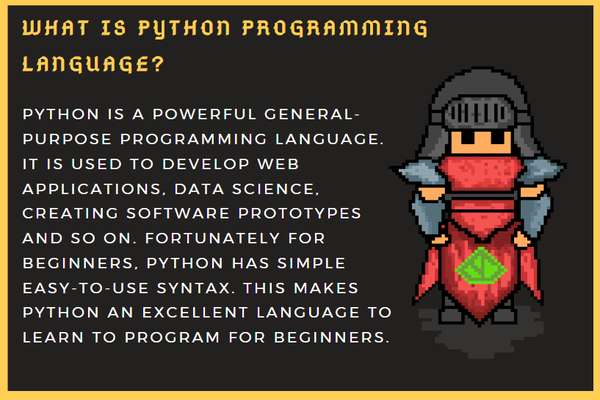 WHAT IS PYTHON PROGRAMMING
LANGUAGE?
PYTHON IS A POWERFUL GENERAL-
PURPOSE PROGRAMMING LANGUAGE.
IT IS USED TO DEVELOP WEB
APPLICATIONS, DATA SCIENCE,
CREATING SOFTWARE PROTOTYPES
AND SO ON. FORTUNATELY FOR
BEGINNERS, PYTHON HAS SIMPLE
EASY-TO-USE SYNTAX. THIS MAKES
PYTHON AN EXCELLENT LANGUAGE TO
LEARN TO PROGRAM FOR BEGINNERS.